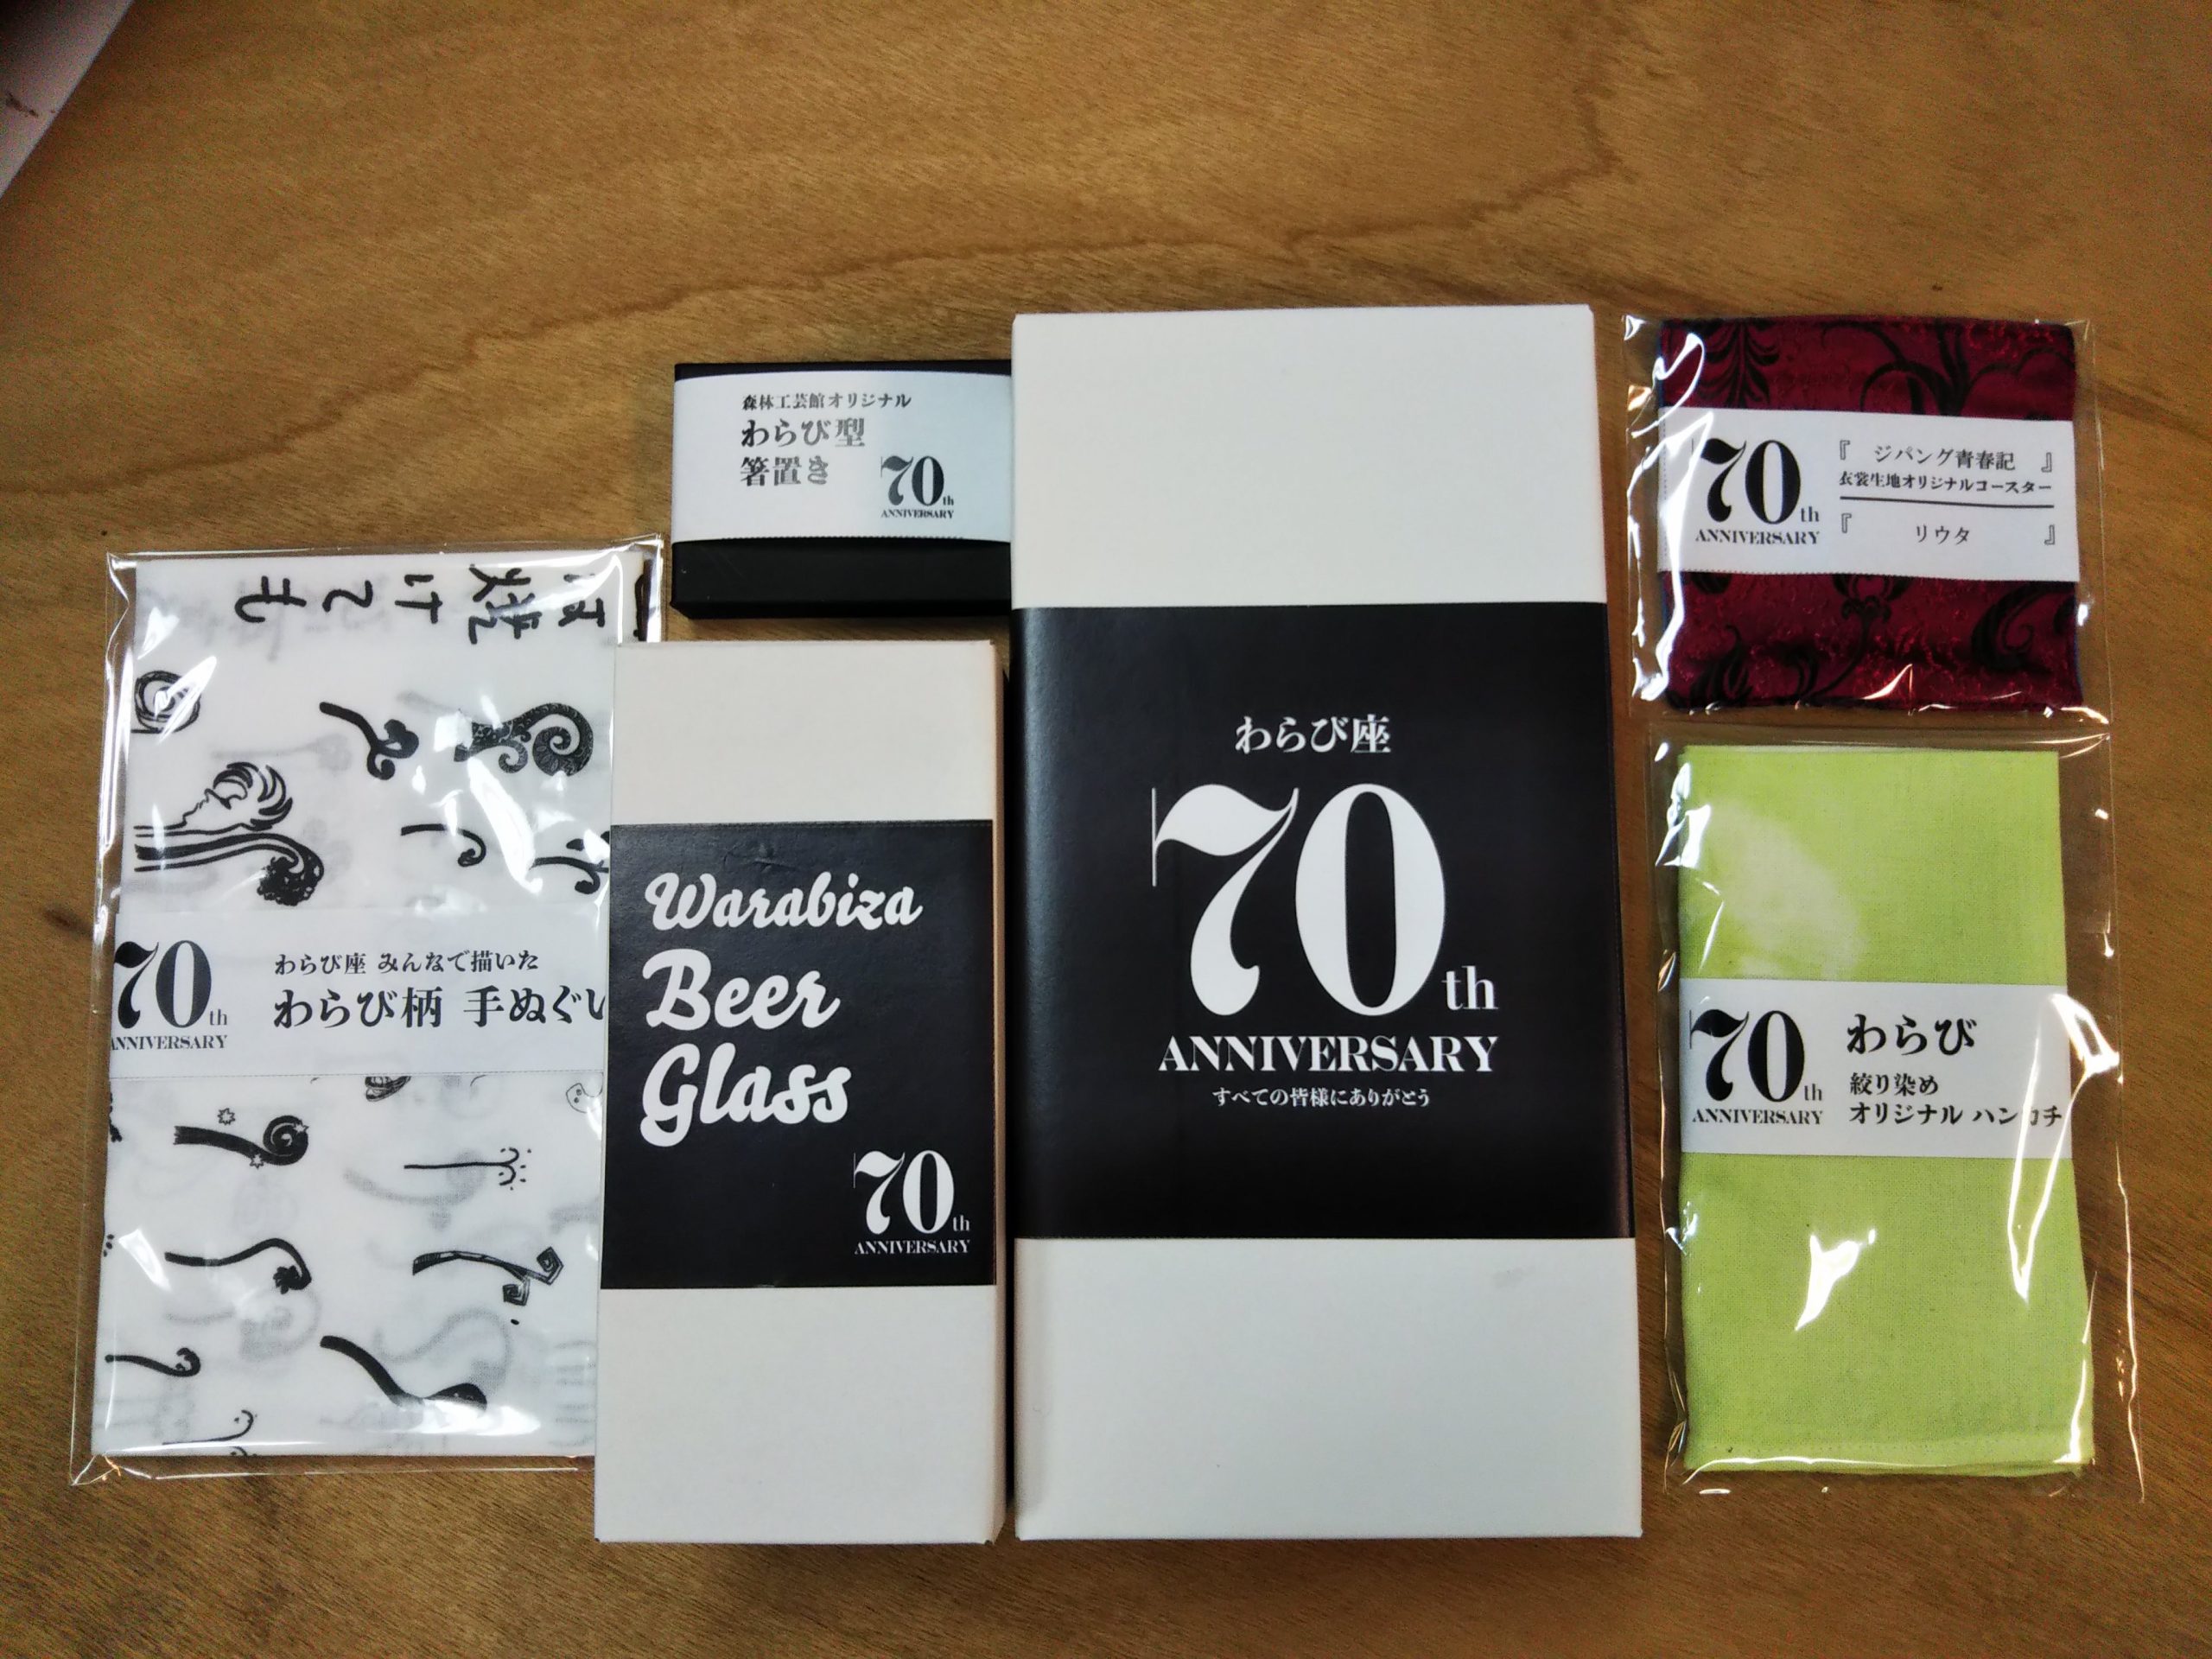 頃
焼
けても
70th
ANNIVERSARY
わらび座 みんなで描いた
わらび柄 手ぬぐい
森林工芸館オリジナル
わらび型
箸置き
70th
ANNIVERSARY
Warabiza
Beer
Glass
70th
ANNIVERSARY
わらび座
70th
ANNIVERSARY
すべての皆様にありがとう
70th
ANNIVERSARY
『 ジパング青春記 』
衣裳生地オリジナルコースター
『 リウタ 』
70th
ANNIVERSARY
わらび
絞り染め
オリジナル ハンカチ